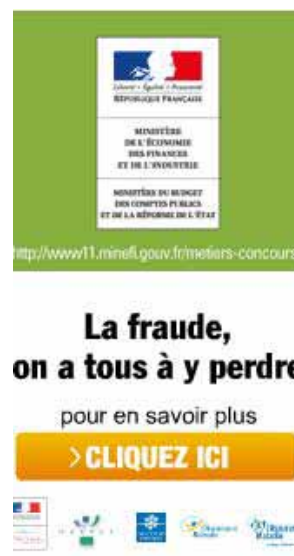 Liberté • Égalité • Fraternité
RÉPUBLIQUE FRANÇAISE
MINISTÈRE
DE L'ÉCONOMIE
DES FINANCES
ET DE L'INDUSTRIE
MINISTÈRE DU BUDGET
DES COMPTES PUBLICS
ET DE LA RÉFORME DE L'ÉTAT
http://www11.minefi.gouv.fr/metiers-concours
La fraude,
on a tous à y perdre
pour en savoir plus
>CLIQUEZ ICI